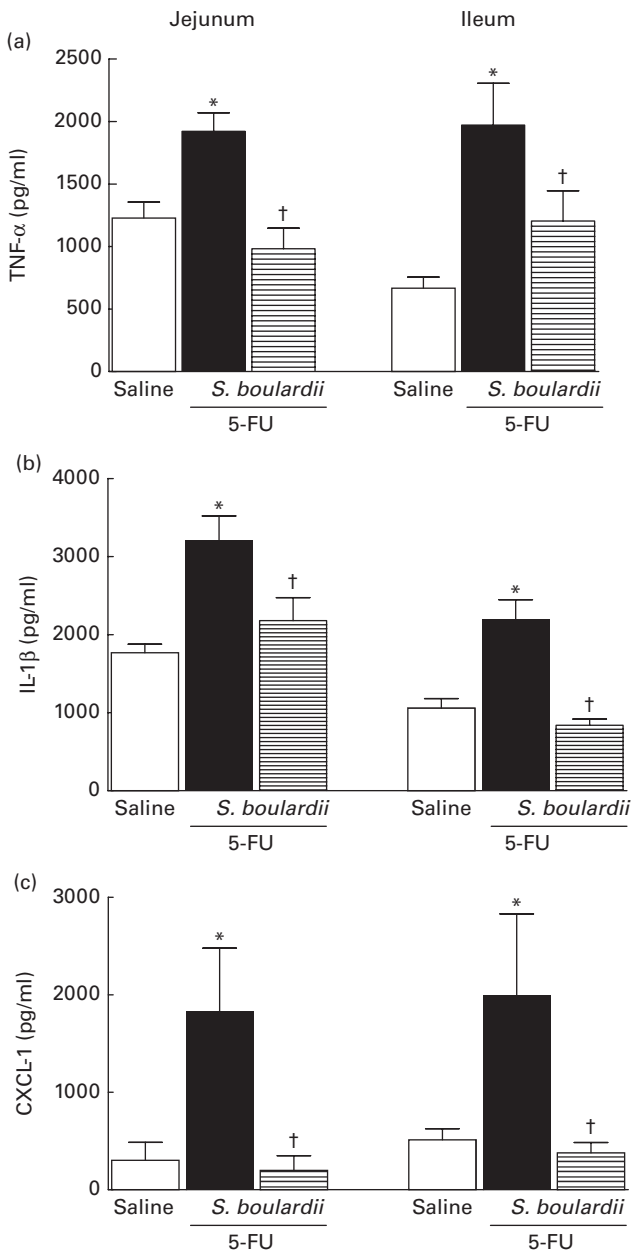 Jejunum Ileum
(a)
TNF-α (pg/ml)
2500
2000
1500
1000
500
0
* † * †
Saline S. boulardii Saline S. boulardii
5-FU 5-FU
(b)
IL-1β (pg/ml)
4000
3000
2000
1000
0
* † * †
Saline S. boulardii Saline S. boulardii
5-FU 5-FU
(c)
CXCL-1 (pg/ml)
3000
2000
1000
0
* † * †
Saline S. boulardii Saline S. boulardii
5-FU 5-FU